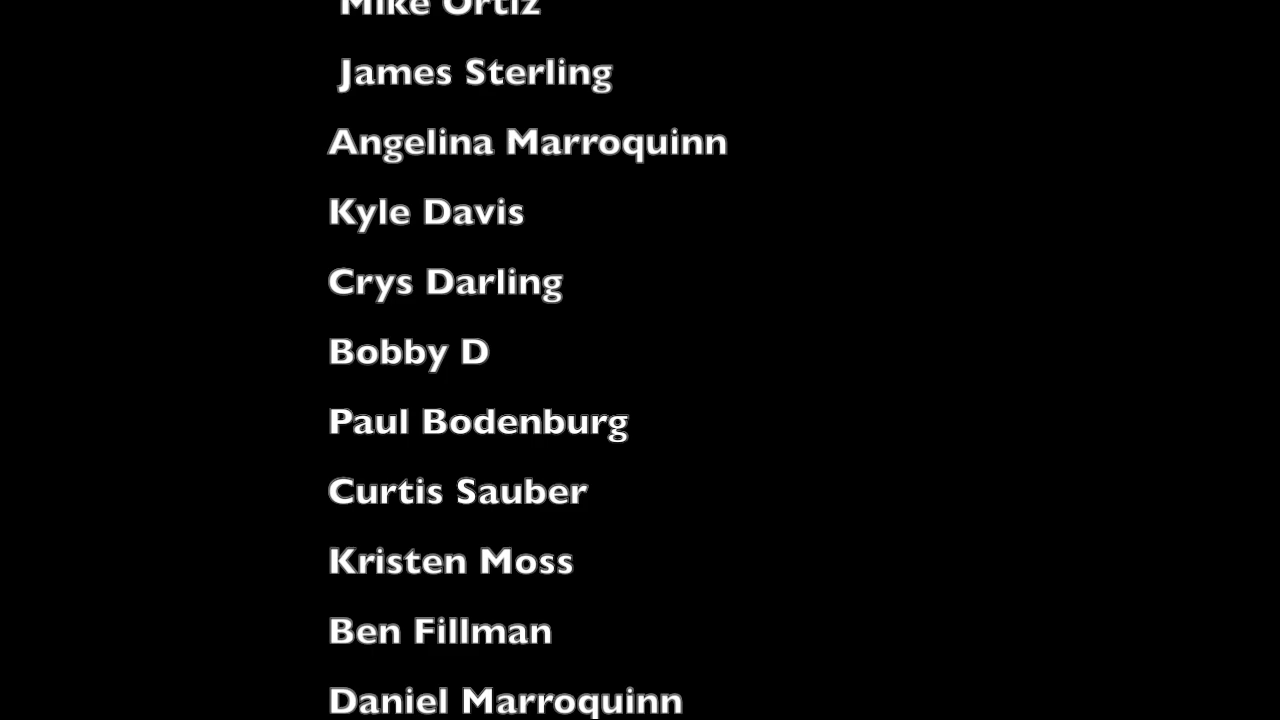 Mike Ortiz
James Sterling
Angelina Marroquinn
Kyle Davis
Crys Darling
Bobby D
Paul Bodenburg
Curtis Sauber
Kristen Moss
Ben Fillman
Daniel Marroquinn